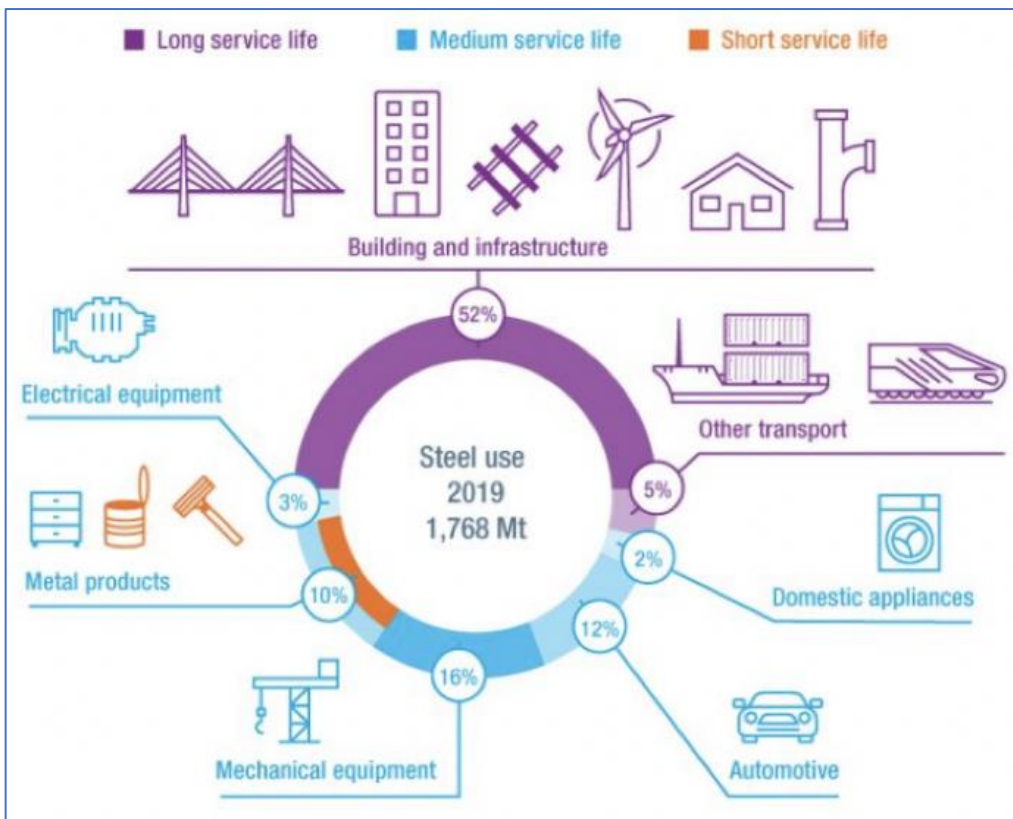 Long service life
Medium service life
Short service life
Building and infrastructure
52%
Electrical equipment
3%
Other transport
5%
Steel use
2019
1,768 Mt
Metal products
10%
2%
Domestic appliances
12%
16%
Mechanical equipment
Automotive